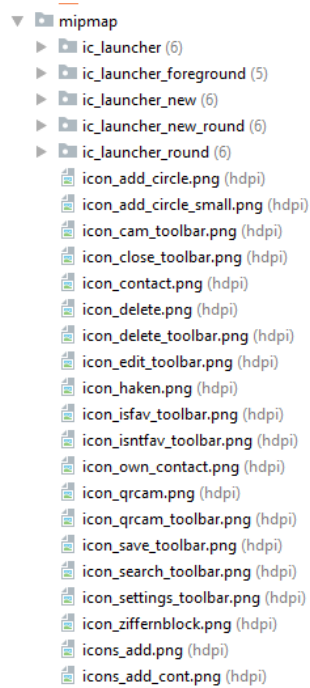 mipmap
ic_launcher (6)
ic_launcher_foreground (5)
ic_launcher_new (6)
ic_launcher_new_round (6)
ic_launcher_round (6)
icon_add_circle.png (hdpi)
icon_add_circle_small.png (hdpi)
icon_cam_toolbar.png (hdpi)
icon_close_toolbar.png (hdpi)
icon_contact.png (hdpi)
icon_delete.png (hdpi)
icon_delete_toolbar.png (hdpi)
icon_edit_toolbar.png (hdpi)
icon_haken.png (hdpi)
icon_isfav_toolbar.png (hdpi)
icon_isntfav_toolbar.png (hdpi)
icon_own_contact.png (hdpi)
icon_qrcam.png (hdpi)
icon_qrcam_toolbar.png (hdpi)
icon_save_toolbar.png (hdpi)
icon_search_toolbar.png (hdpi)
icon_settings_toolbar.png (hdpi)
icon_ziffernblock.png (hdpi)
icons_add.png (hdpi)
icons_add_cont.png (hdpi)